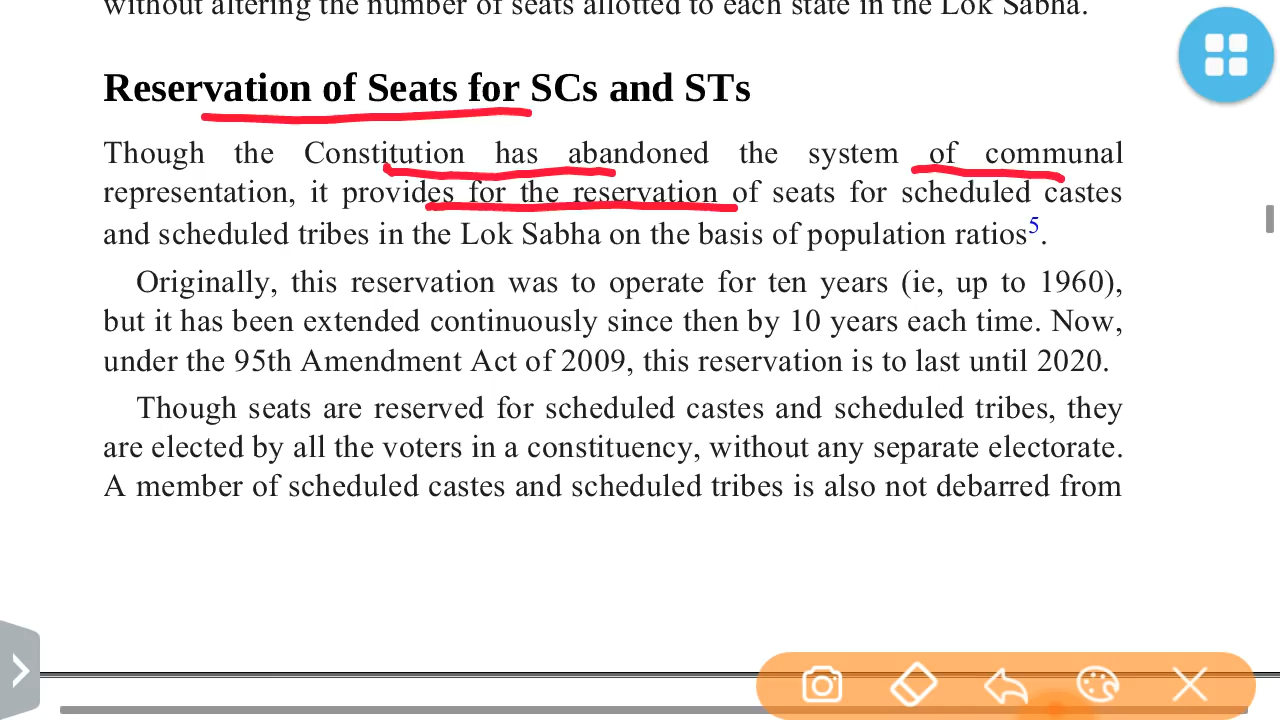 without altering the number of seats allotted to each state in the Lok Sabha.
Reservation of Seats for SCs and STs
Though the Constitution has abandoned the system of communal
representation, it provides for the reservation of seats for scheduled castes
and scheduled tribes in the Lok Sabha on the basis of population ratios5.
Originally, this reservation was to operate for ten years (ie, up to 1960),
but it has been extended continuously since then by 10 years each time. Now,
under the 95th Amendment Act of 2009, this reservation is to last until 2020.
Though seats are reserved for scheduled castes and scheduled tribes, they
are elected by all the voters in a constituency, without any separate electorate.
A member of scheduled castes and scheduled tribes is also not debarred from